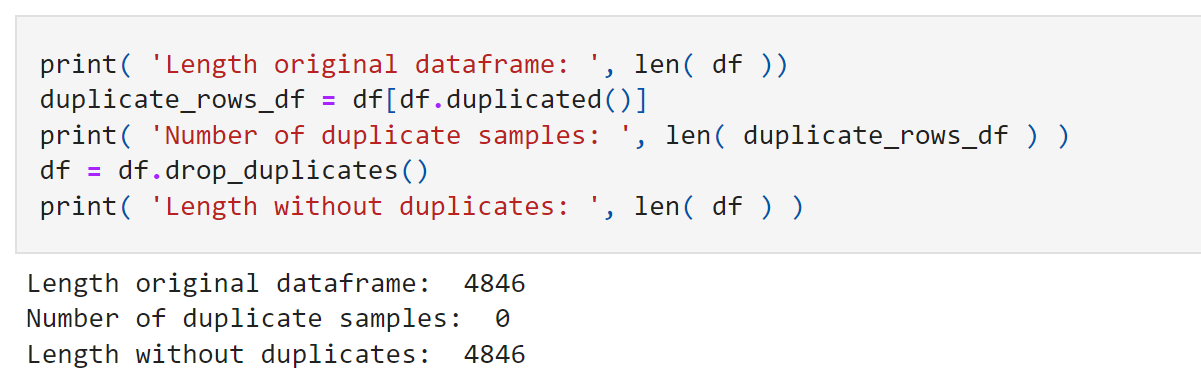 print( 'Length original dataframe: ', len( df ))
duplicate_rows_df = df[df.duplicated()]
print( 'Number of duplicate samples: ', len( duplicate_rows_df ) )
df = df.drop_duplicates()
print( 'Length without duplicates: ', len( df ) )
Length original dataframe:  4846
Number of duplicate samples:  0
Length without duplicates:  4846